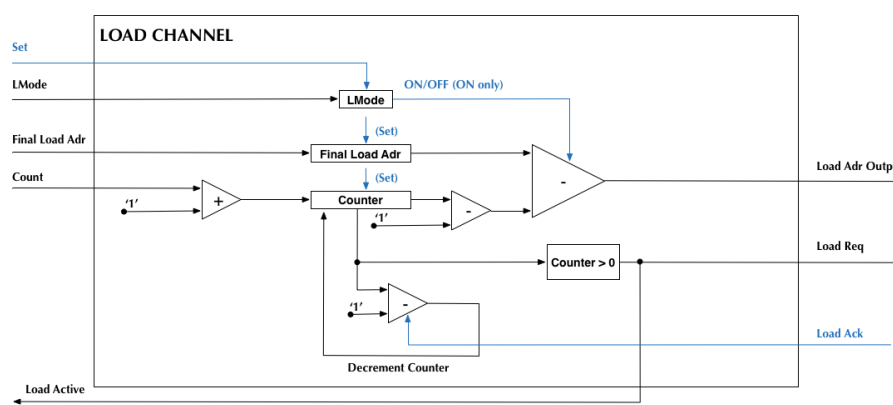 LOAD CHANNEL
Set
LMode
ON/OFF (ON only)
LMode
(Set)
Final Load Adr
Final Load Adr
Load Adr Outp
-
Count
(Set)
Counter
'1'
+
'1'
-
Load Req
Counter > 0
'1'
-
Load Ack
Decrement Counter
Load Active